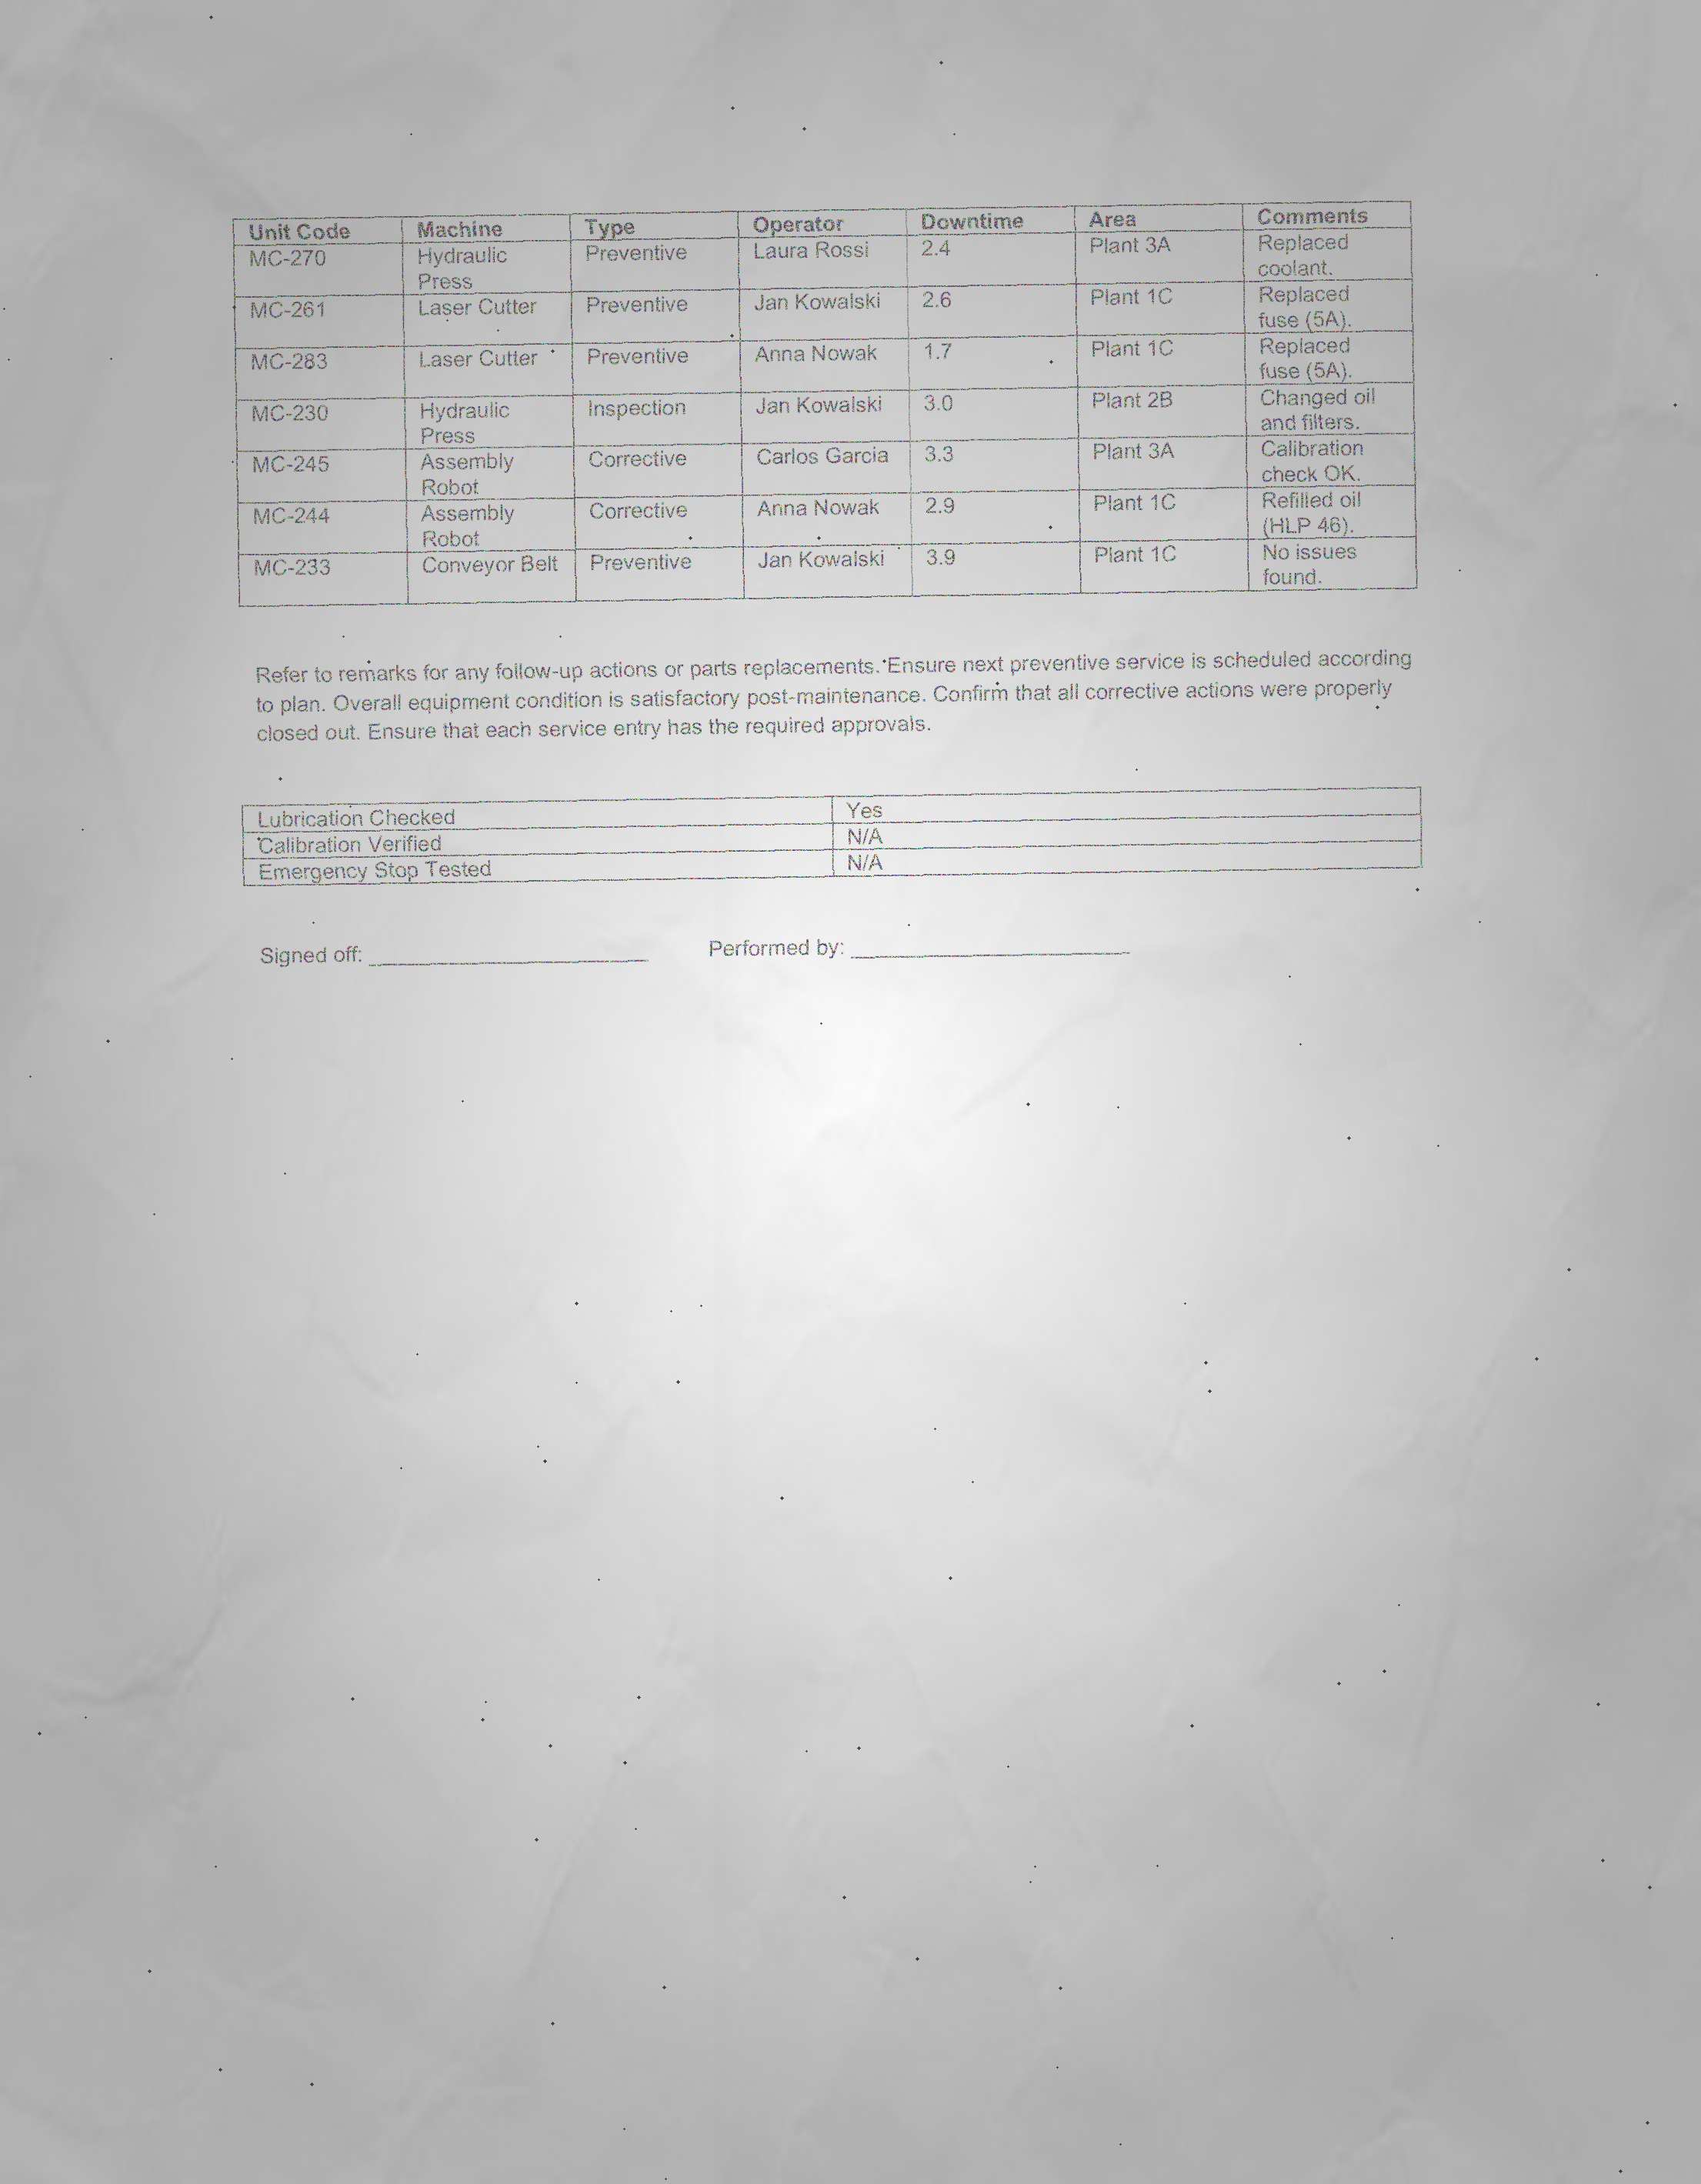 Unit Code Machine Type Operator Downtime Area Comments
MC-270 Hydraulic Press Preventive Laura Rossi 2.4 Plant 3A Replaced coolant.
MC-261 Laser Cutter Preventive Jan Kowalski 2.6 Plant 1C Replaced fuse (5A).
MC-283 Laser Cutter Preventive Anna Nowak 1.7 Plant 1C Replaced fuse (5A).
MC-230 Hydraulic Press Inspection Jan Kowalski 3.0 Plant 2B Changed oil and filters.
MC-245 Assembly Robot Corrective Carlos Garcia 3.3 Plant 3A Calibration check OK.
MC-244 Assembly Robot Corrective Anna Nowak 2.9 Plant 1C Refilled oil (HLP 46).
MC-233 Conveyor Belt Preventive Jan Kowalski 3.9 Plant 1C No issues found.
Refer to remarks for any follow-up actions or parts replacements. Ensure next preventive service is scheduled according
to plan. Overall equipment condition is satisfactory post-maintenance. Confirm that all corrective actions were properly
closed out. Ensure that each service entry has the required approvals.
Lubrication Checked Yes
Calibration Verified N/A
Emergency Stop Tested N/A
Signed off: Performed by: